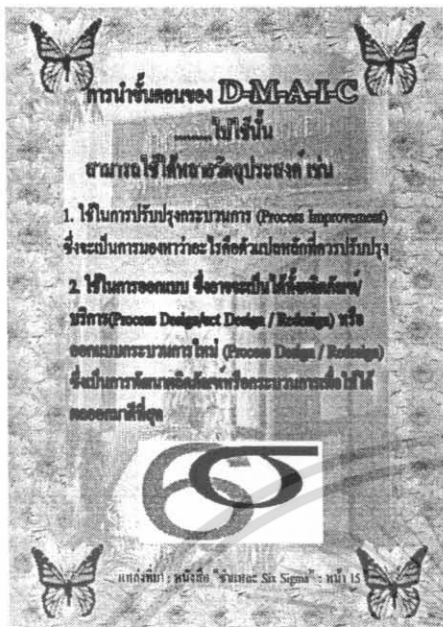 การนำขั้นตอนของ D-M-A-I-C
........ไปใช้นั้น
สามารถใช้ได้หลายวัตถุประสงค์ เช่น
1. ใช้ในการปรับปรุงกระบวนการ (Process Improvement)
ซึ่งจะเป็นการมองหาว่าอะไรคือตัวแปรหลักที่ควรปรับปรุง
2. ใช้ในการออกแบบ ซึ่งอาจจะเป็นได้ทั้งผลิตภัณฑ์/
บริการ(Process Design/uct Design / Redesign) หรือ
ออกแบบกระบวนการใหม่ (Process Design / Redesign)
ซึ่งเป็นการพัฒนาผลิตภัณฑ์หรือกระบวนการเพื่อให้ได้
ผลออกมาดีที่สุด
6σ
แหล่งที่มา : หนังสือ "ชำแหละ Six Sigma" : หน้า 15